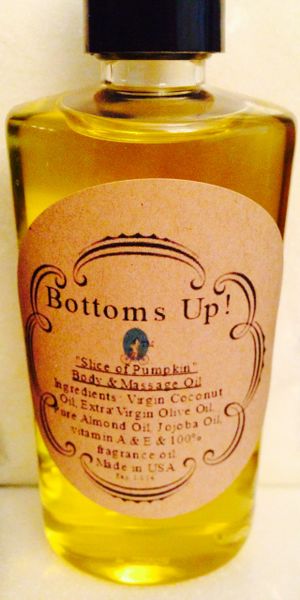 Bottoms Up!
"Slice of Pumpkin"
Body & Massage Oil
Ingredients: Virgin Coconut
Oil, Extra Virgin Olive Oil,
Pure Almond Oil, Jojoba Oil,
vitamin A & E & 100%
fragrance oil.
Made in USA